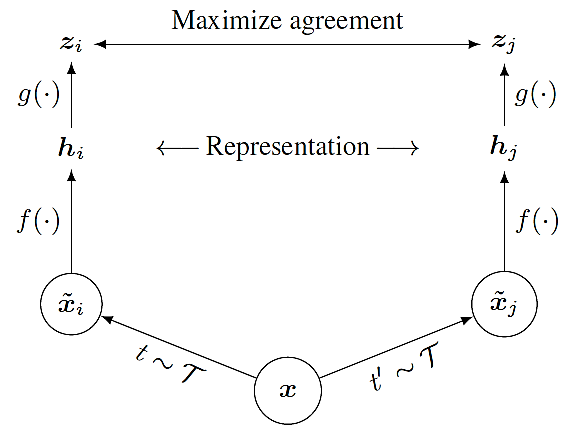 Maximize agreement
z_i z_j
g(·) g(·)
h_i ← Representation → h_j
f(·) f(·)
x̃_i x̃_j
t ∼ 𝒯 t′ ∼ 𝒯
x